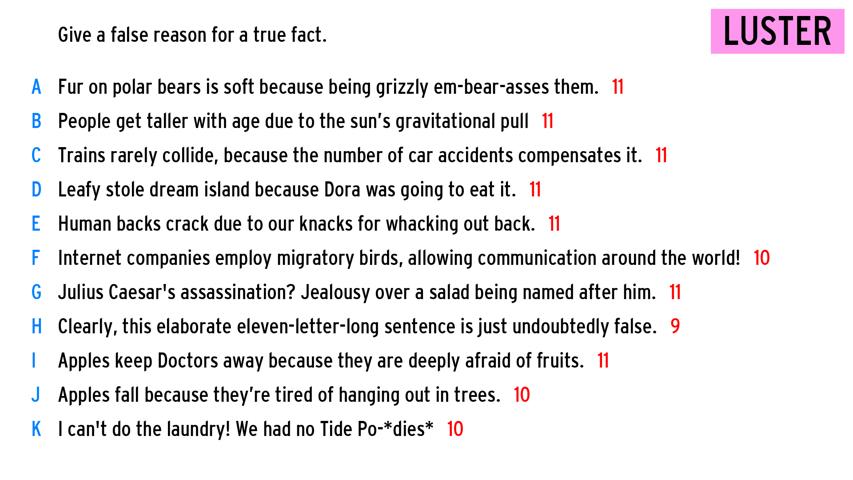 Give a false reason for a true fact.
LUSTER
A Fur on polar bears is soft because being grizzly em-bear-asses them. 11
B People get taller with age due to the sun's gravitational pull 11
C Trains rarely collide, because the number of car accidents compensates it. 11
D Leafy stole dream island because Dora was going to eat it. 11
E Human backs crack due to our knacks for whacking out back. 11
F Internet companies employ migratory birds, allowing communication around the world! 10
G Julius Caesar's assassination? Jealousy over a salad being named after him. 11
H Clearly, this elaborate eleven-letter-long sentence is just undoubtedly false. 9
I Apples keep Doctors away because they are deeply afraid of fruits. 11
J Apples fall because they're tired of hanging out in trees. 10
K I can't do the laundry! We had no Tide Po-*dies* 10